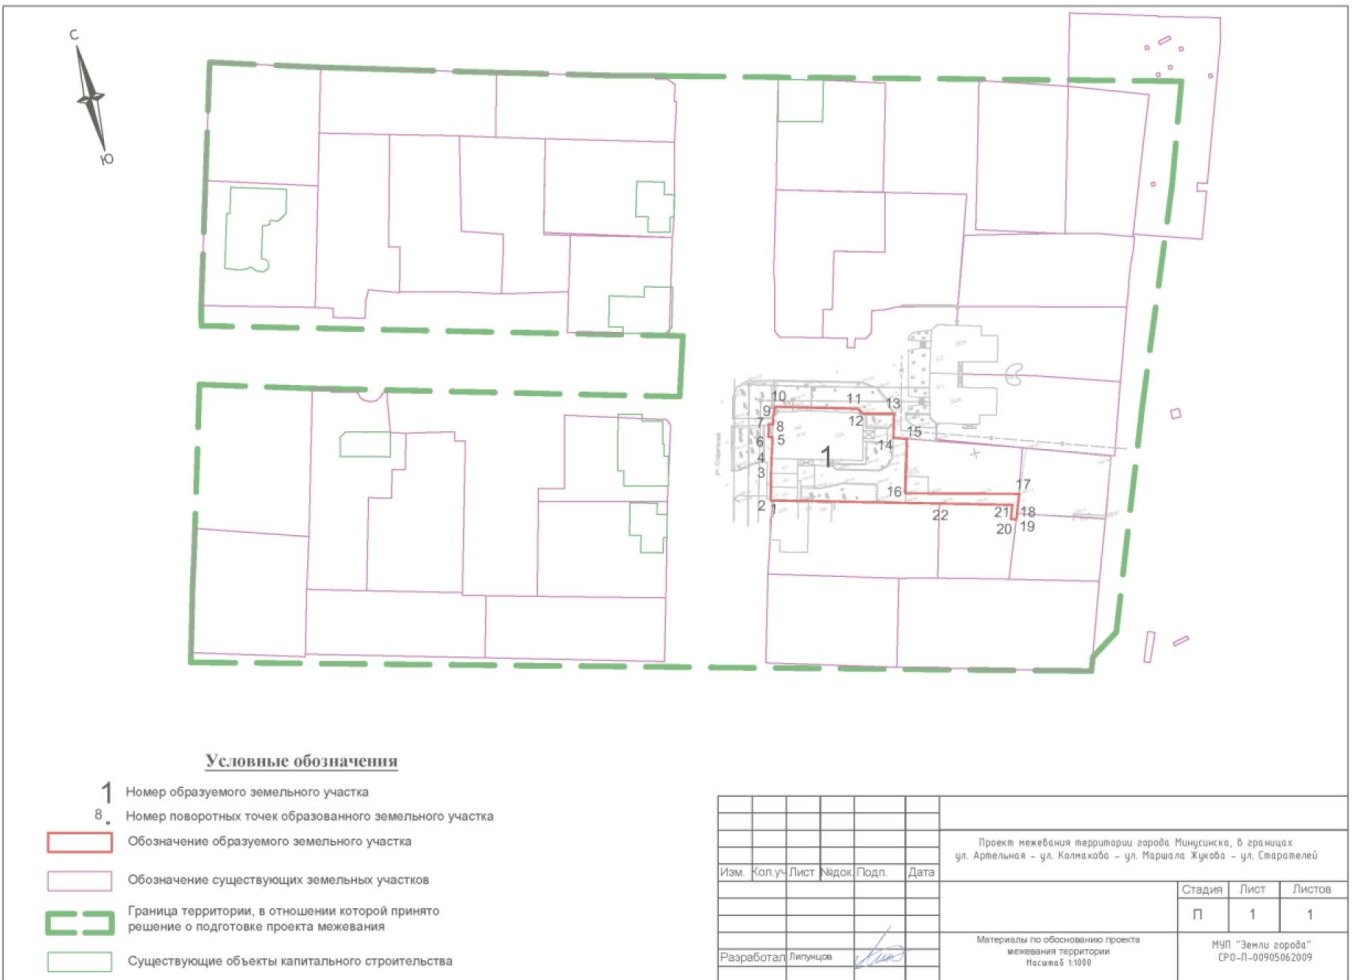 С
Ю
10
11
13
9
12
7
8
15
6
5
14
4
1
3
16
17
2
1
22
21
18
20
19
ул. Старателей
Условные обозначения
1 Номер образуемого земельного участка
8 . Номер поворотных точек образованного земельного участка
Обозначение образуемого земельного участка
Обозначение существующих земельных участков
Граница территории, в отношении которой принято
решение о подготовке проекта межевания
Существующие объекты капитального строительства
Проект межевания территории города Минусинска, в границах
ул. Артельная - ул. Колмакова - ул. Маршала Жукова - ул. Старателей
Изм. Кол.уч Лист №док Подп. Дата
Стадия Лист Листов
П 1 1
Материалы по обоснованию проекта
межевания территории
Масштаб 1:1000
МУП "Земли города"
СРО-П-00905062009
Разработал Липунцов